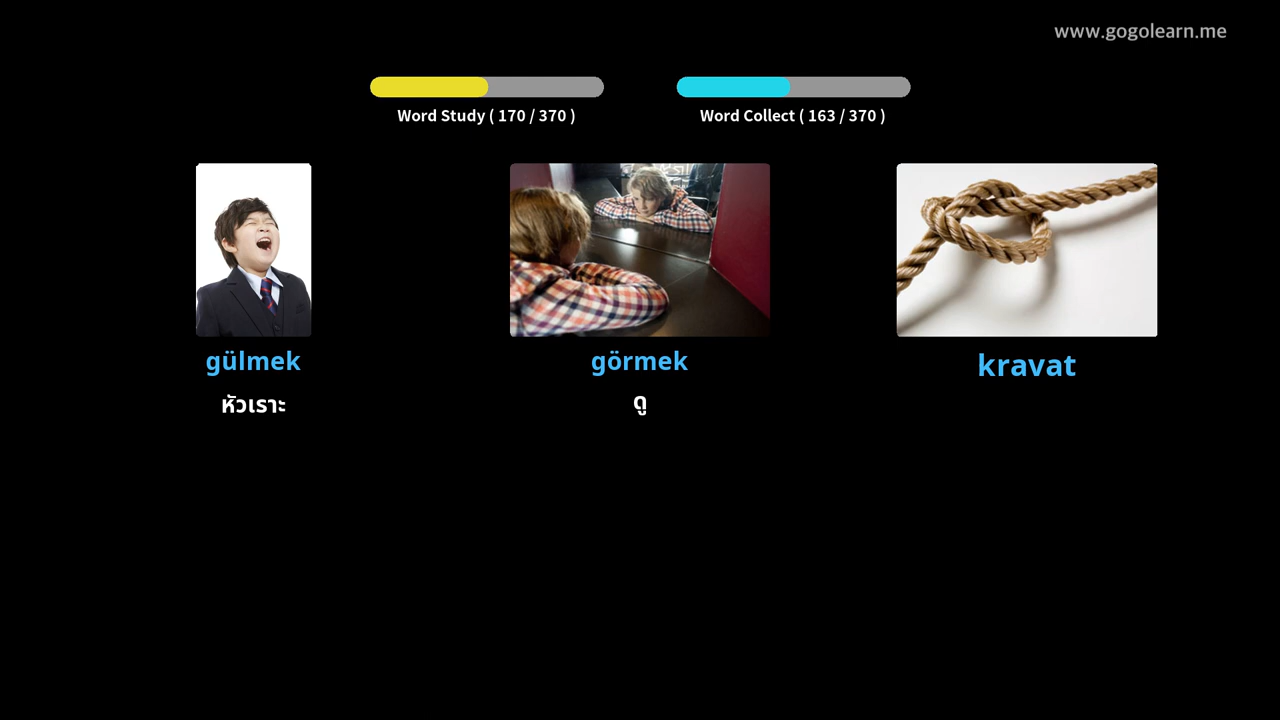 www.gogolearn.me
Word Study ( 170 / 370 )
Word Collect ( 163 / 370 )
gülmek
görmek
kravat
หัวเราะ
ดู